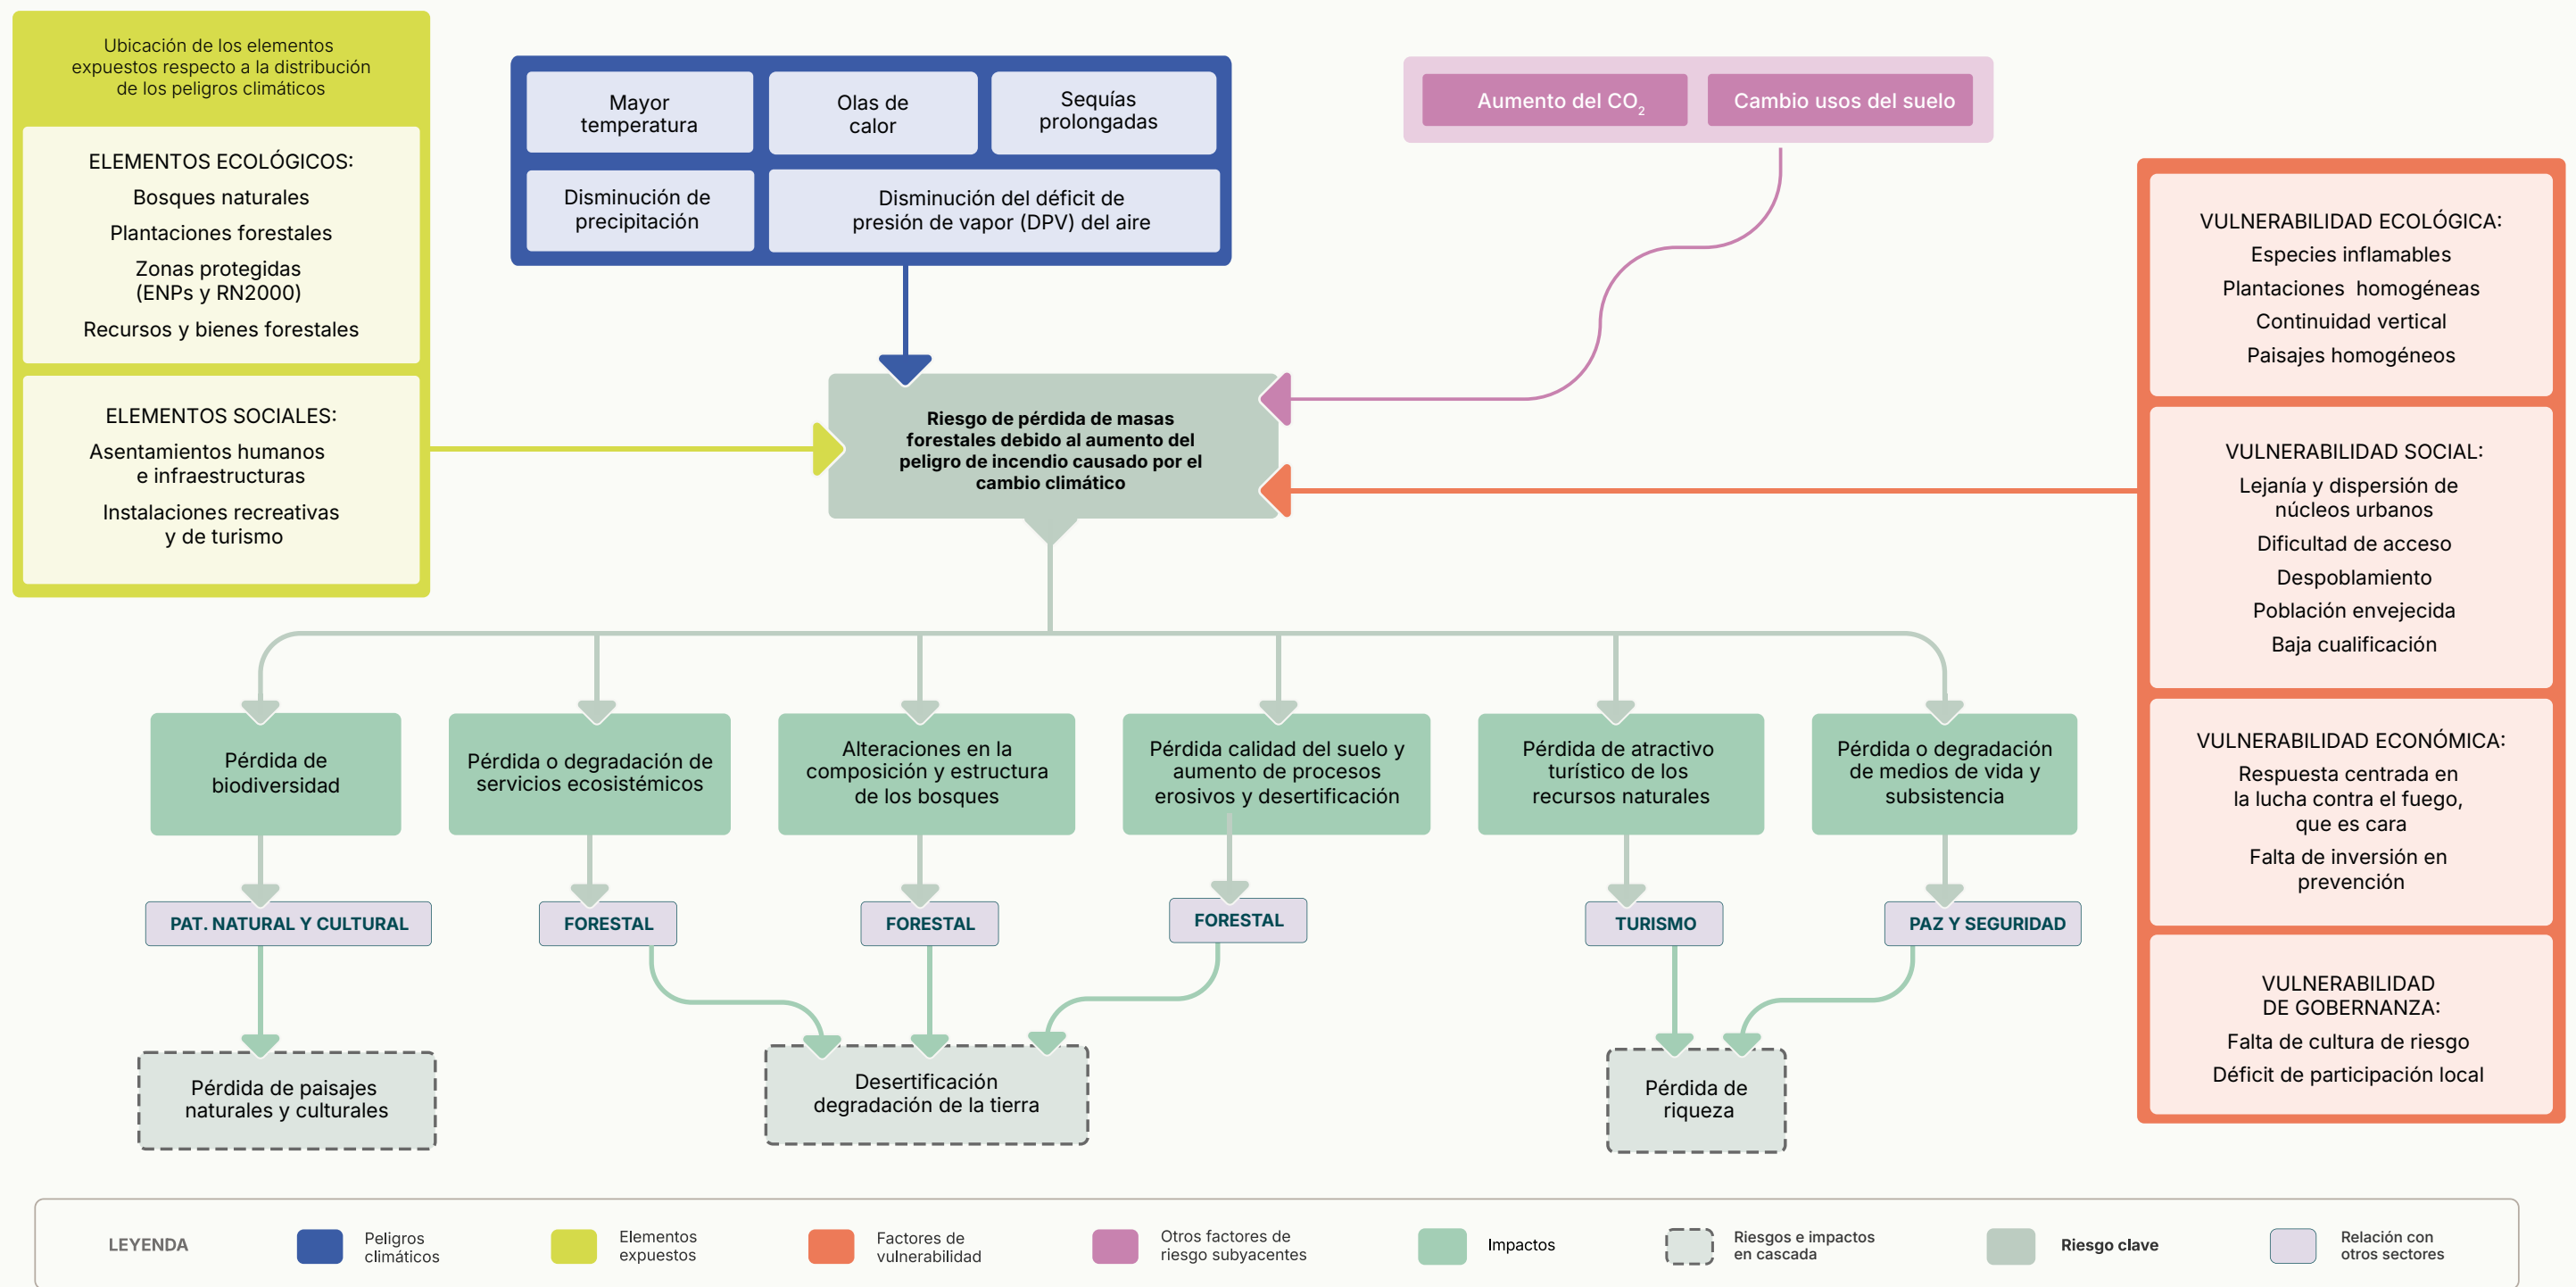 Ubicación de los elementos
expuestos respecto a la distribución
de los peligros climáticos
ELEMENTOS ECOLÓGICOS:
Bosques naturales
Plantaciones forestales
Zonas protegidas
(ENPs y RN2000)
Recursos y bienes forestales
ELEMENTOS SOCIALES:
Asentamientos humanos
e infraestructuras
Instalaciones recreativas
y de turismo
Mayor
temperatura
Olas de
calor
Sequías
prolongadas
Disminución de
precipitación
Disminución del déficit de
presión de vapor (DPV) del aire
Aumento del CO₂
Cambio usos del suelo
Riesgo de pérdida de masas
forestales debido al aumento del
peligro de incendio causado por el
cambio climático
VULNERABILIDAD ECOLÓGICA:
Especies inflamables
Plantaciones homogéneas
Continuidad vertical
Paisajes homogéneos
VULNERABILIDAD SOCIAL:
Lejanía y dispersión de
núcleos urbanos
Dificultad de acceso
Despoblamiento
Población envejecida
Baja cualificación
VULNERABILIDAD ECONÓMICA:
Respuesta centrada en
la lucha contra el fuego,
que es cara
Falta de inversión en
prevención
VULNERABILIDAD
DE GOBERNANZA:
Falta de cultura de riesgo
Déficit de participación local
Pérdida de
biodiversidad
Pérdida o degradación de
servicios ecosistémicos
Alteraciones en la
composición y estructura
de los bosques
Pérdida calidad del suelo y
aumento de procesos
erosivos y desertificación
Pérdida de atractivo
turístico de los
recursos naturales
Pérdida o degradación
de medios de vida y
subsistencia
PAT. NATURAL Y CULTURAL
FORESTAL
FORESTAL
FORESTAL
TURISMO
PAZ Y SEGURIDAD
Pérdida de paisajes
naturales y culturales
Desertificación
degradación de la tierra
Pérdida de
riqueza
LEYENDA
Peligros
climáticos
Elementos
expuestos
Factores de
vulnerabilidad
Otros factores de
riesgo subyacentes
Impactos
Riesgos e impactos
en cascada
Riesgo clave
Relación con
otros sectores